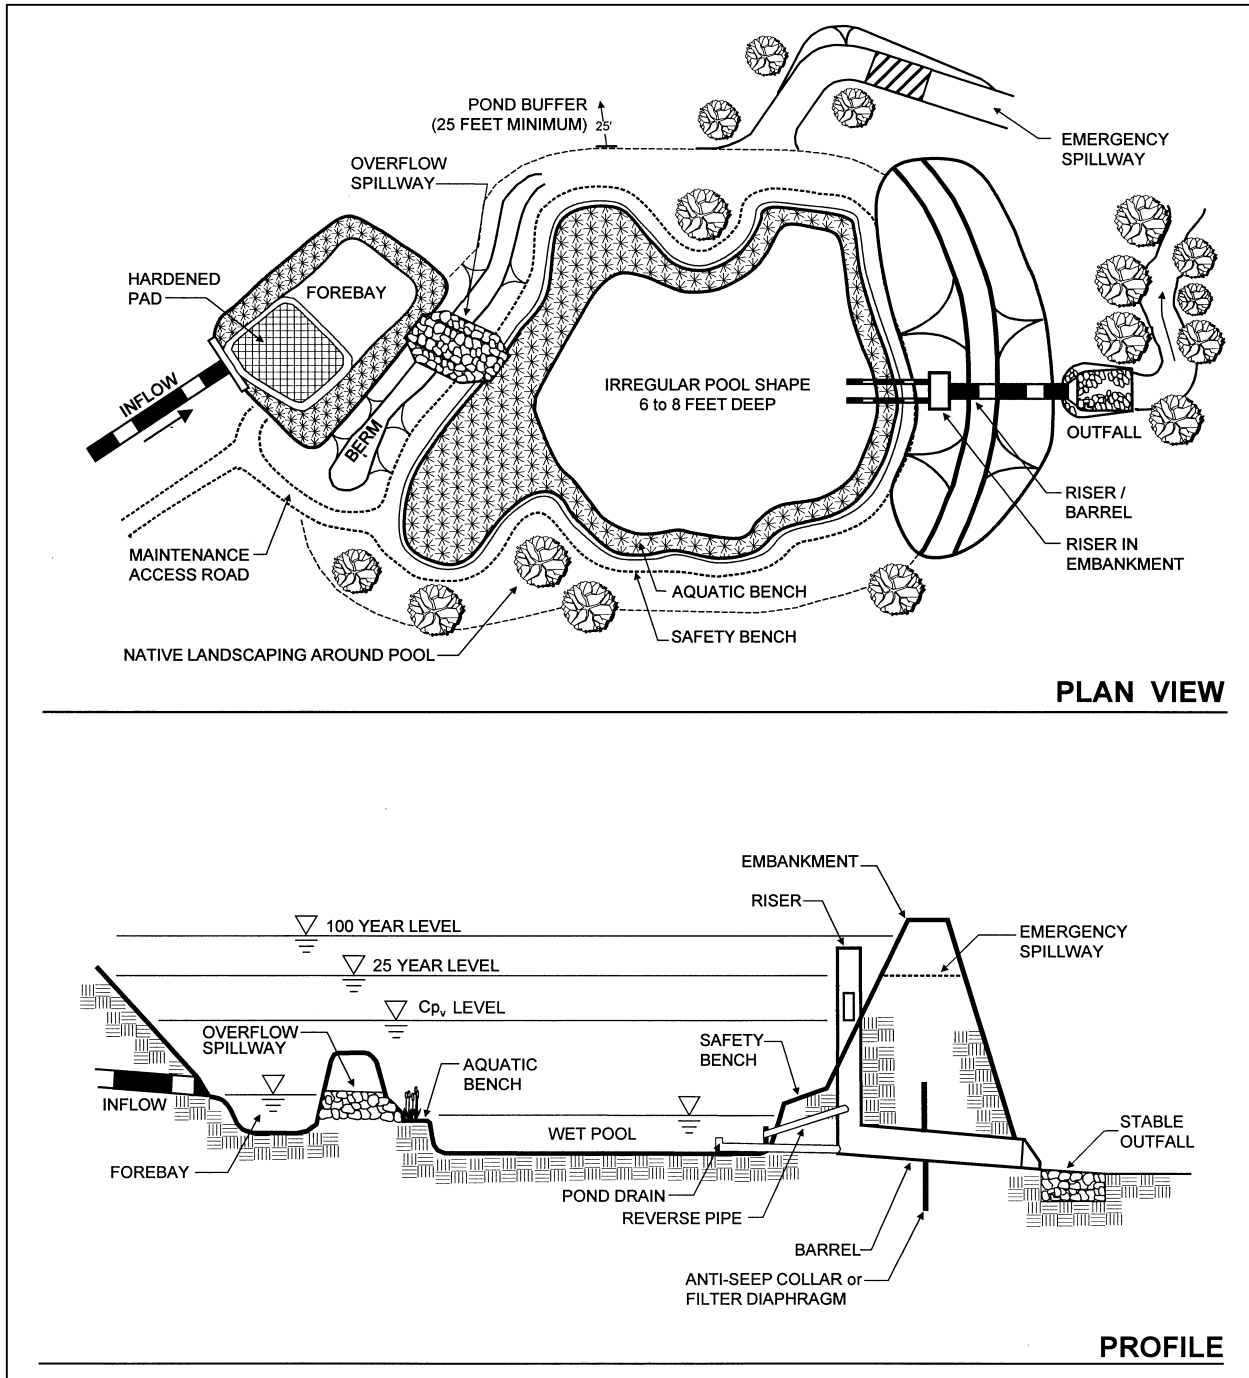 POND BUFFER
(25 FEET MINIMUM)
25'
EMERGENCY
SPILLWAY
OVERFLOW
SPILLWAY
HARDENED
PAD
FOREBAY
INFLOW
BERM
IRREGULAR POOL SHAPE
6 to 8 FEET DEEP
OUTFALL
RISER /
BARREL
RISER IN
EMBANKMENT
MAINTENANCE
ACCESS ROAD
AQUATIC BENCH
SAFETY BENCH
NATIVE LANDSCAPING AROUND POOL
PLAN VIEW
EMBANKMENT
RISER
100 YEAR LEVEL
EMERGENCY
SPILLWAY
25 YEAR LEVEL
Cpv LEVEL
OVERFLOW
SPILLWAY
SAFETY
BENCH
AQUATIC
BENCH
INFLOW
WET POOL
STABLE
OUTFALL
FOREBAY
POND DRAIN
REVERSE PIPE
BARREL
ANTI-SEEP COLLAR or
FILTER DIAPHRAGM
PROFILE